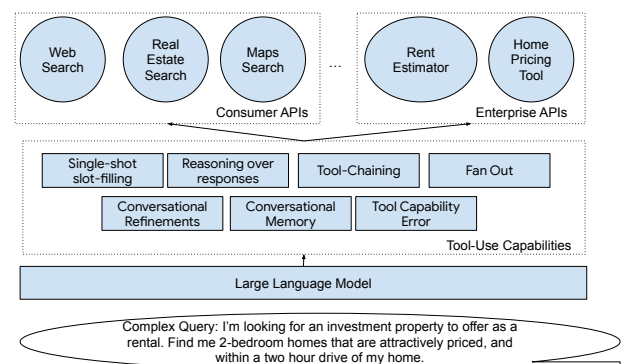 Web
Search
Real
Estate
Search
Maps
Search
...
Rent
Estimator
Home
Pricing
Tool
Consumer APIs
Enterprise APIs
Single-shot
slot-filling
Reasoning over
responses
Tool-Chaining
Fan Out
Conversational
Refinements
Conversational
Memory
Tool Capability
Error
Tool-Use Capabilities
Large Language Model
Complex Query: I'm looking for an investment property to offer as a
rental. Find me 2-bedroom homes that are attractively priced, and
within a two hour drive of my home.